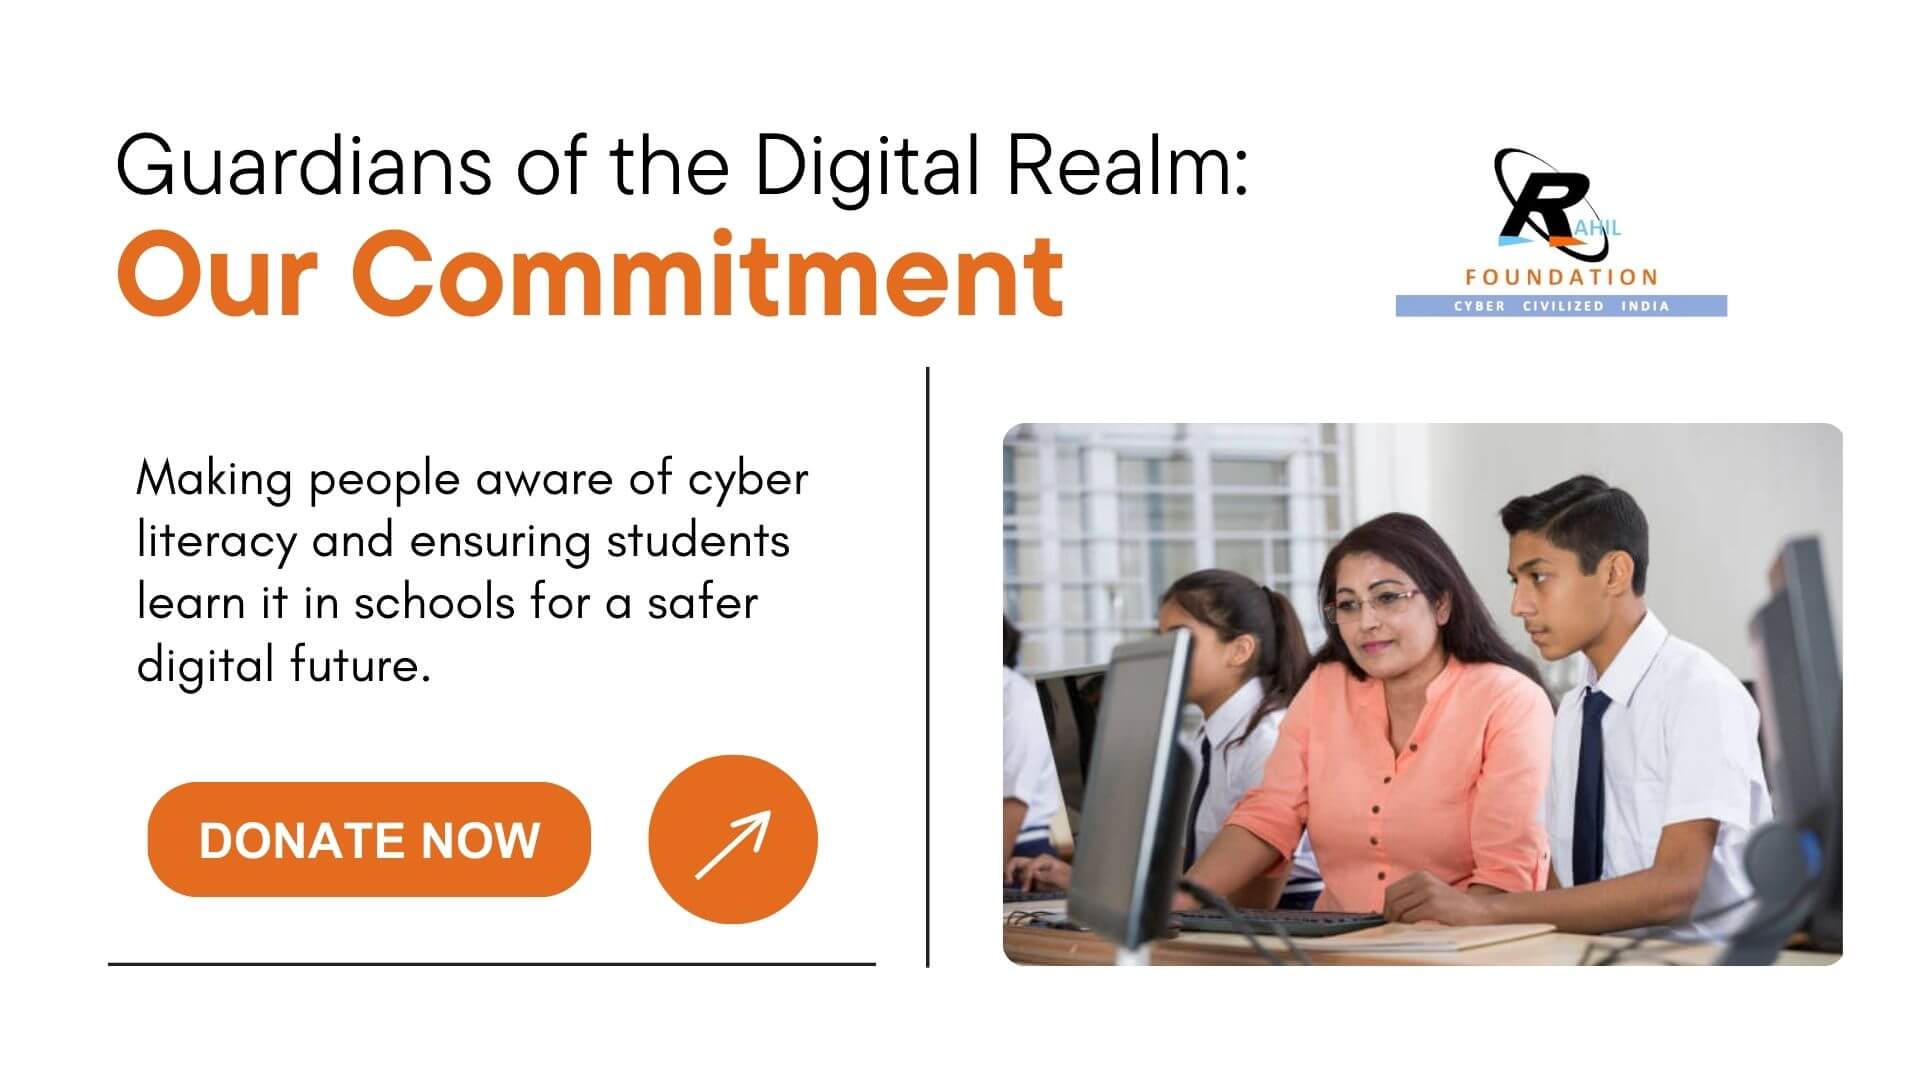 Guardians of the Digital Realm:
Our Commitment
RAHIL
FOUNDATION
CYBER CIVILIZED INDIA
Making people aware of cyber
literacy and ensuring students
learn it in schools for a safer
digital future.
DONATE NOW